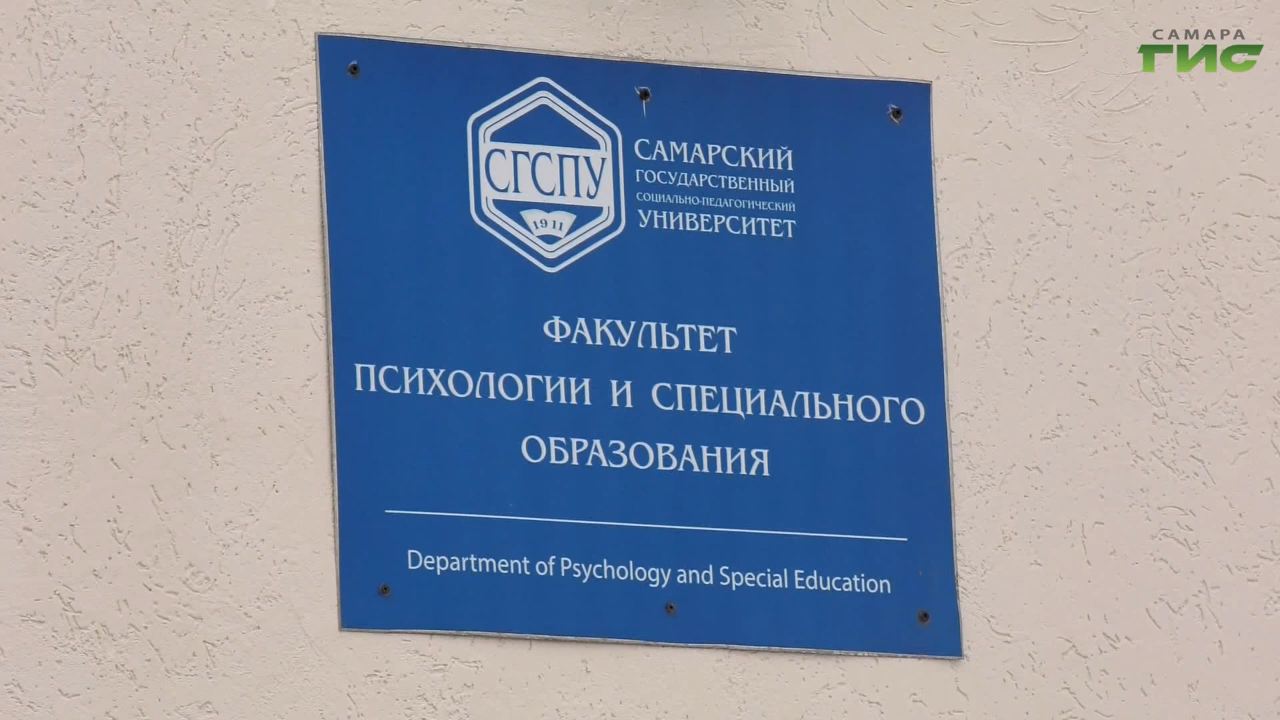 САМАРА
ГИС
СГСПУ
1911
САМАРСКИЙ
ГОСУДАРСТВЕННЫЙ
СОЦИАЛЬНО-ПЕДАГОГИЧЕСКИЙ
УНИВЕРСИТЕТ
ФАКУЛЬТЕТ
ПСИХОЛОГИИ И СПЕЦИАЛЬНОГО
ОБРАЗОВАНИЯ
Department of Psychology and Special Education